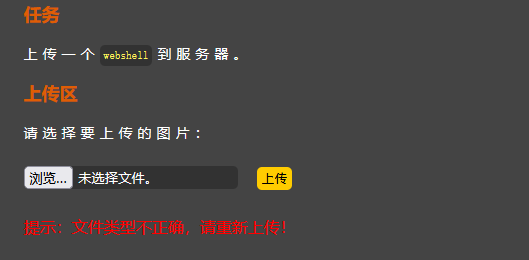 任务
上传一个 webshell 到服务器。
上传区
请选择要上传的图片：
浏览... 未选择文件。 上传
提示：文件类型不正确，请重新上传！